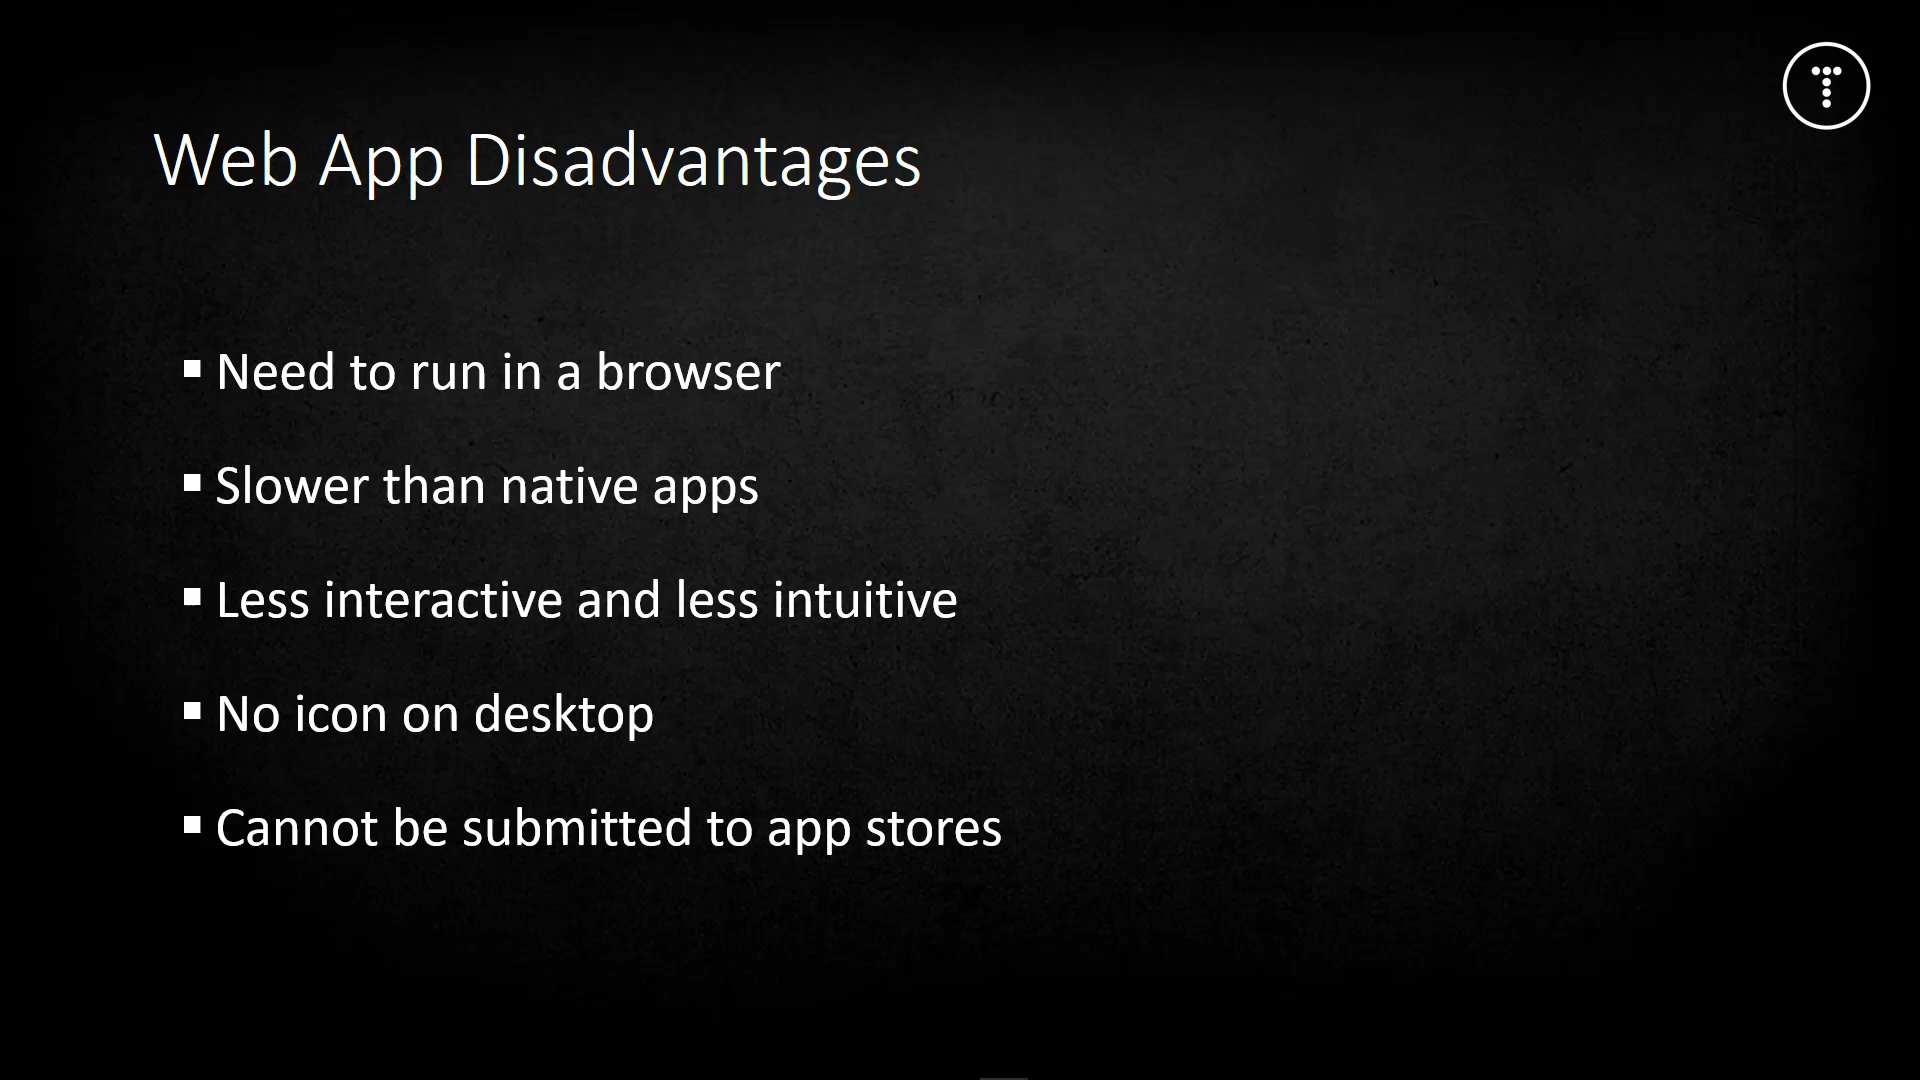 Web App Disadvantages
▪ Need to run in a browser
▪ Slower than native apps
▪ Less interactive and less intuitive
▪ No icon on desktop
▪ Cannot be submitted to app stores